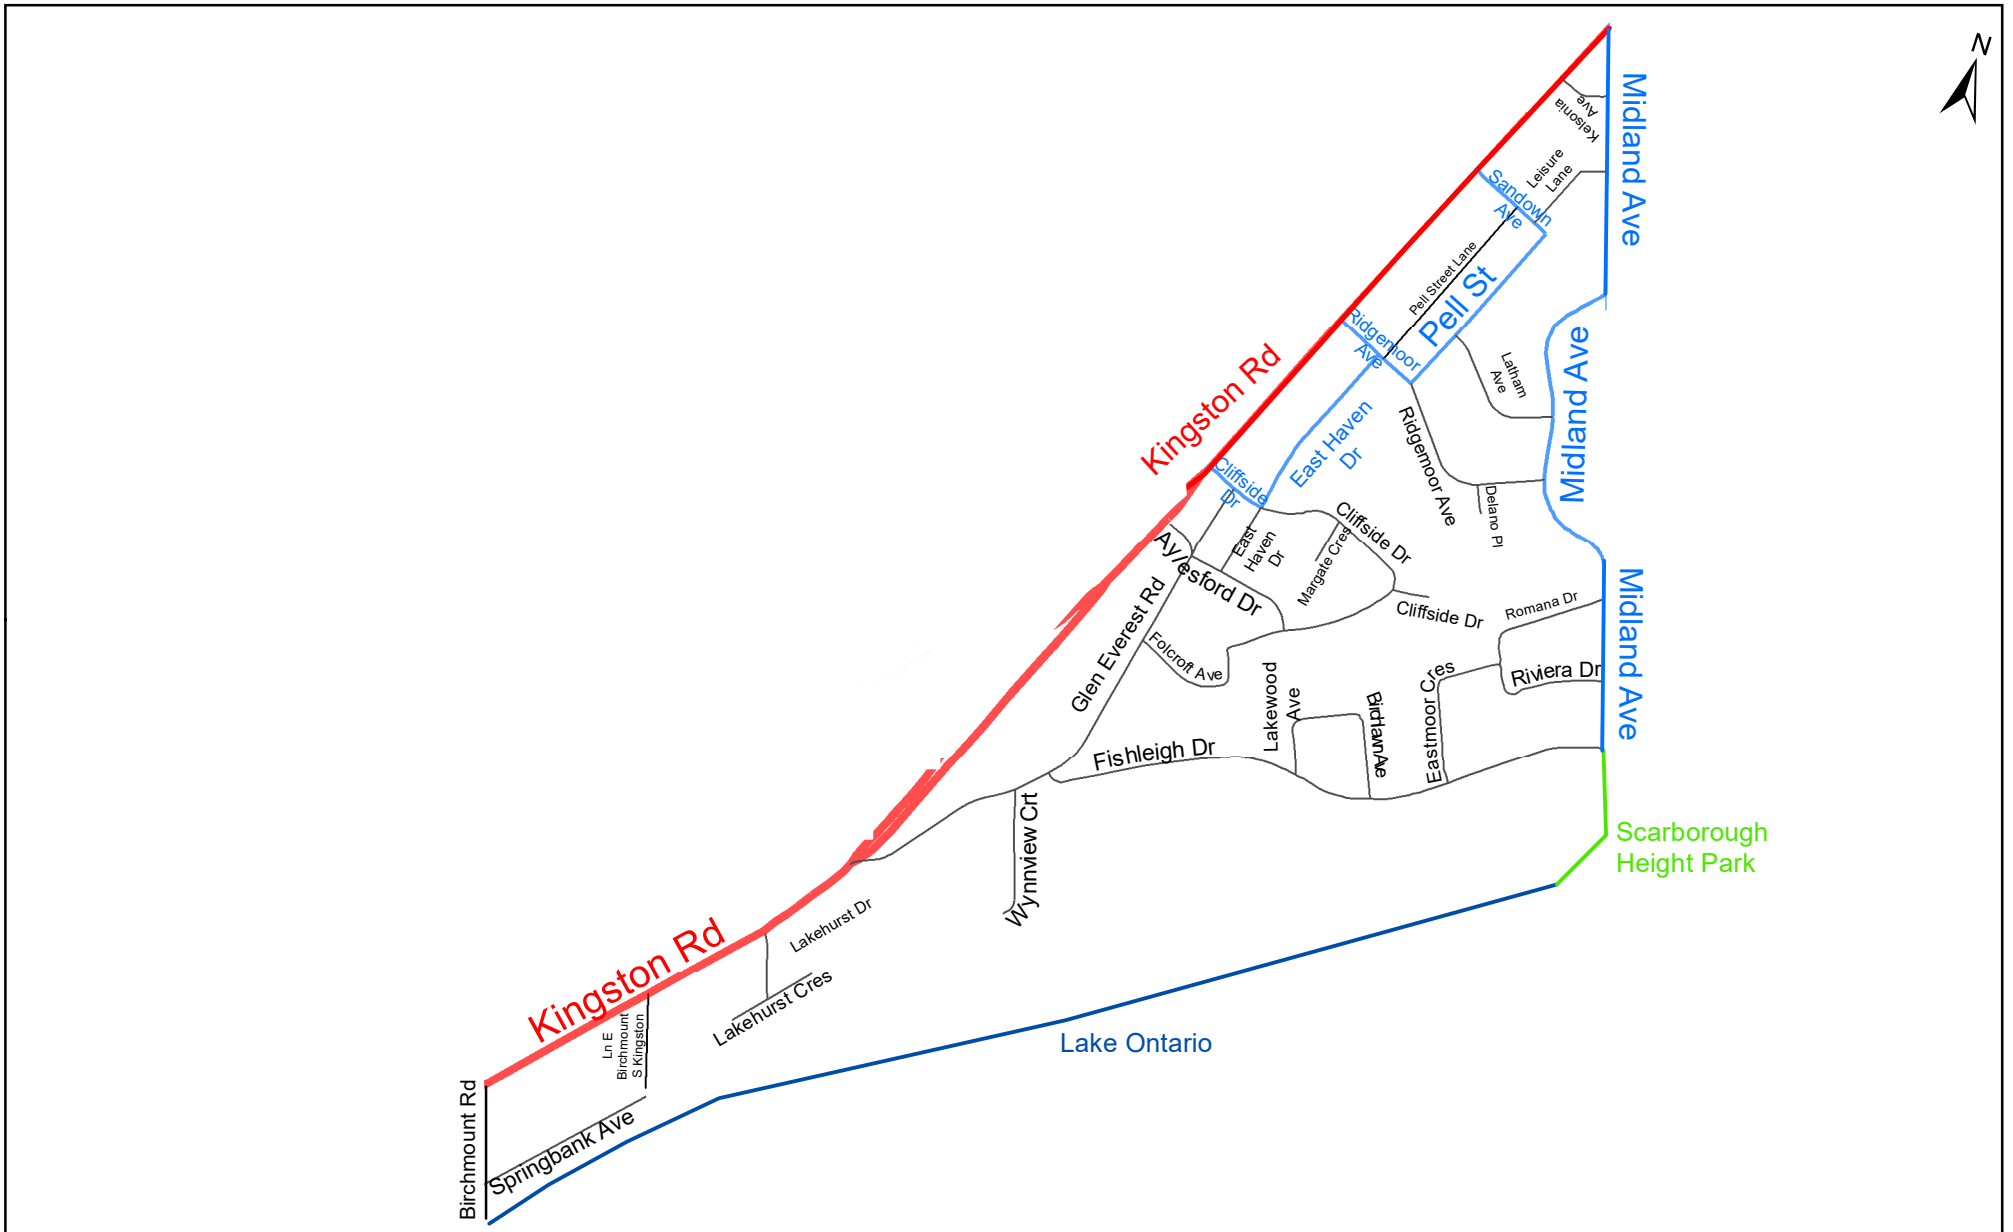 N
Midland Ave
Kelsonia
Ave
Leisure
Lane
Sandown
Ave
Pell Street Lane
Pell St
Ridgemoor
Ave
Kingston Rd
Latham
Ave
Midland Ave
East Haven
Dr
Ridgemoor Ave
Cliffside
Dr
Delano Pl
Cliffside Dr
East
Haven
Dr
Margate Cres
Aylesford Dr
Midland Ave
Glen Everest Rd
Cliffside Dr
Romana Dr
Folcroft Ave
Lakewood
Ave
Birchlawn Ave
Eastmoor Cres
Riviera Dr
Fishleigh Dr
Wynnview Crt
Scarborough
Height Park
Lakehurst Dr
Kingston Rd
Lakehurst Cres
Ln E
Birchmount
S Kingston
Lake Ontario
Birchmount Rd
Springbank Ave